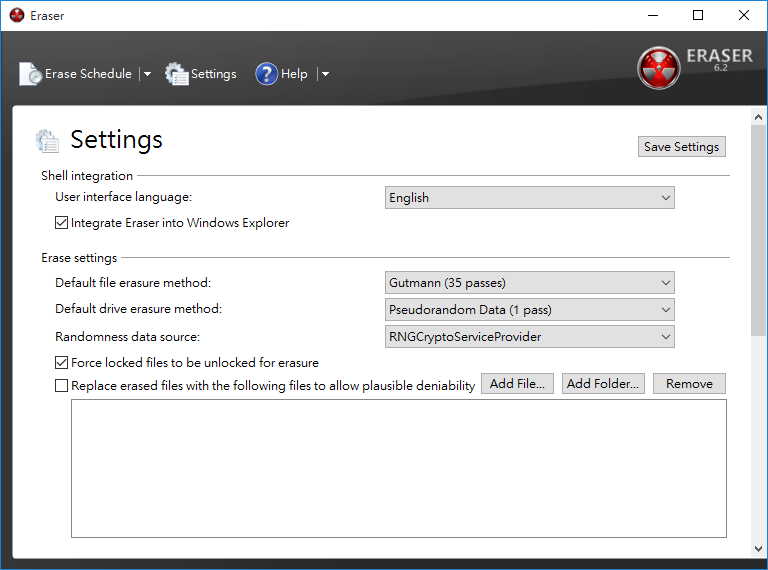 Eraser
Erase Schedule Settings Help
ERASER
6.2
Settings
Save Settings
Shell integration
User interface language: English
Integrate Eraser into Windows Explorer
Erase settings
Default file erasure method: Gutmann (35 passes)
Default drive erasure method: Pseudorandom Data (1 pass)
Randomness data source: RNGCryptoServiceProvider
Force locked files to be unlocked for erasure
Replace erased files with the following files to allow plausible deniability Add File... Add Folder... Remove